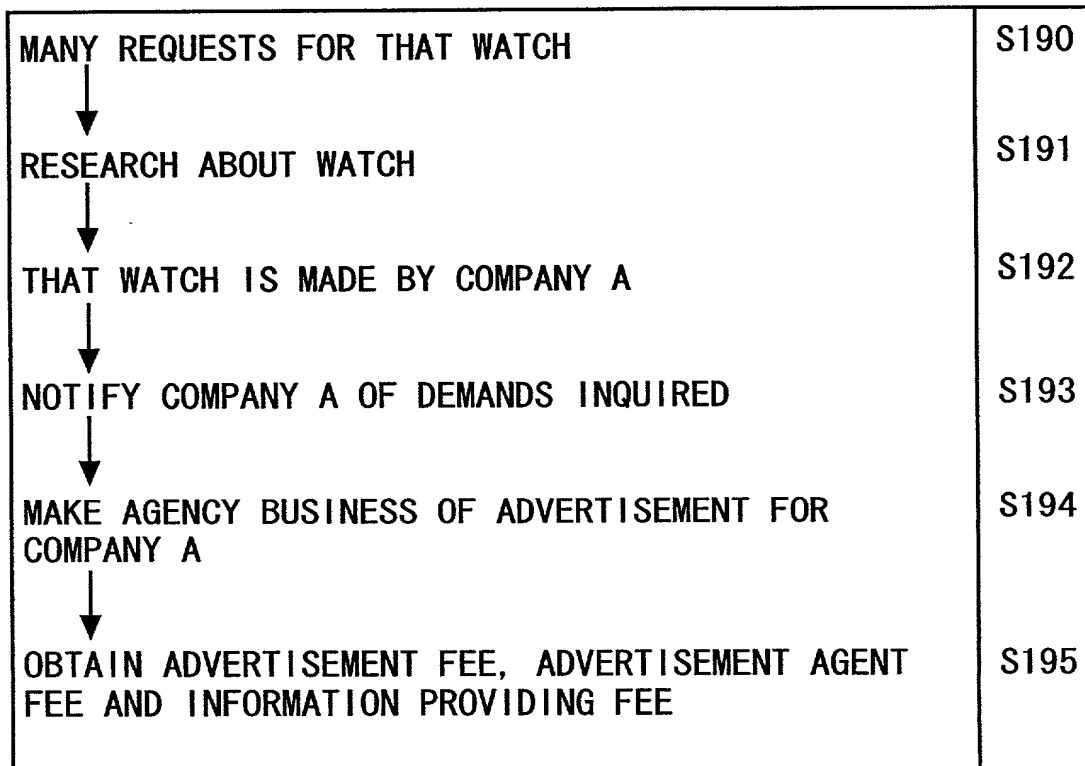 MANY REQUESTS FOR THAT WATCH S190
RESEARCH ABOUT WATCH S191
THAT WATCH IS MADE BY COMPANY A S192
NOTIFY COMPANY A OF DEMANDS INQUIRED S193
MAKE AGENCY BUSINESS OF ADVERTISEMENT FOR S194
COMPANY A
OBTAIN ADVERTISEMENT FEE, ADVERTISEMENT AGENT S195
FEE AND INFORMATION PROVIDING FEE